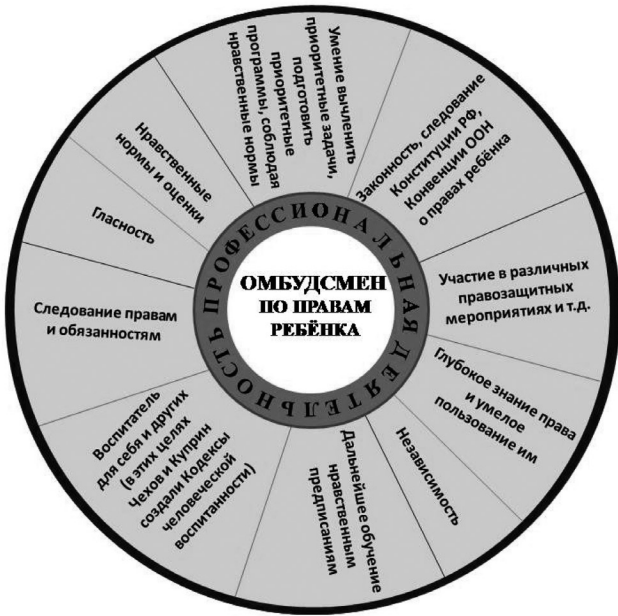 ОМБУДСМЕН
ПО ПРАВАМ
РЕБЁНКА
ПРОФЕССИОНАЛЬНАЯ ДЕЯТЕЛЬНОСТЬ
Умение вычленить
приоритетные задачи,
подготовить
приоритетные
программы, соблюдая
нравственные нормы
Законность, следование
Конституции РФ,
Конвенции ООН
о правах ребёнка
Участие в различных
правозащитных
мероприятиях и т.д.
Глубокое знание права
и умелое
пользование им
Независимость
Дальнейшее обучение
нравственным
предписаниям
Воспитатель
для себя и других
(в этих целях
Чехов и Куприн
создали Кодексы
человеческой
воспитанности)
Следование правам
и обязанностям
Гласность
Нравственные
нормы и оценки